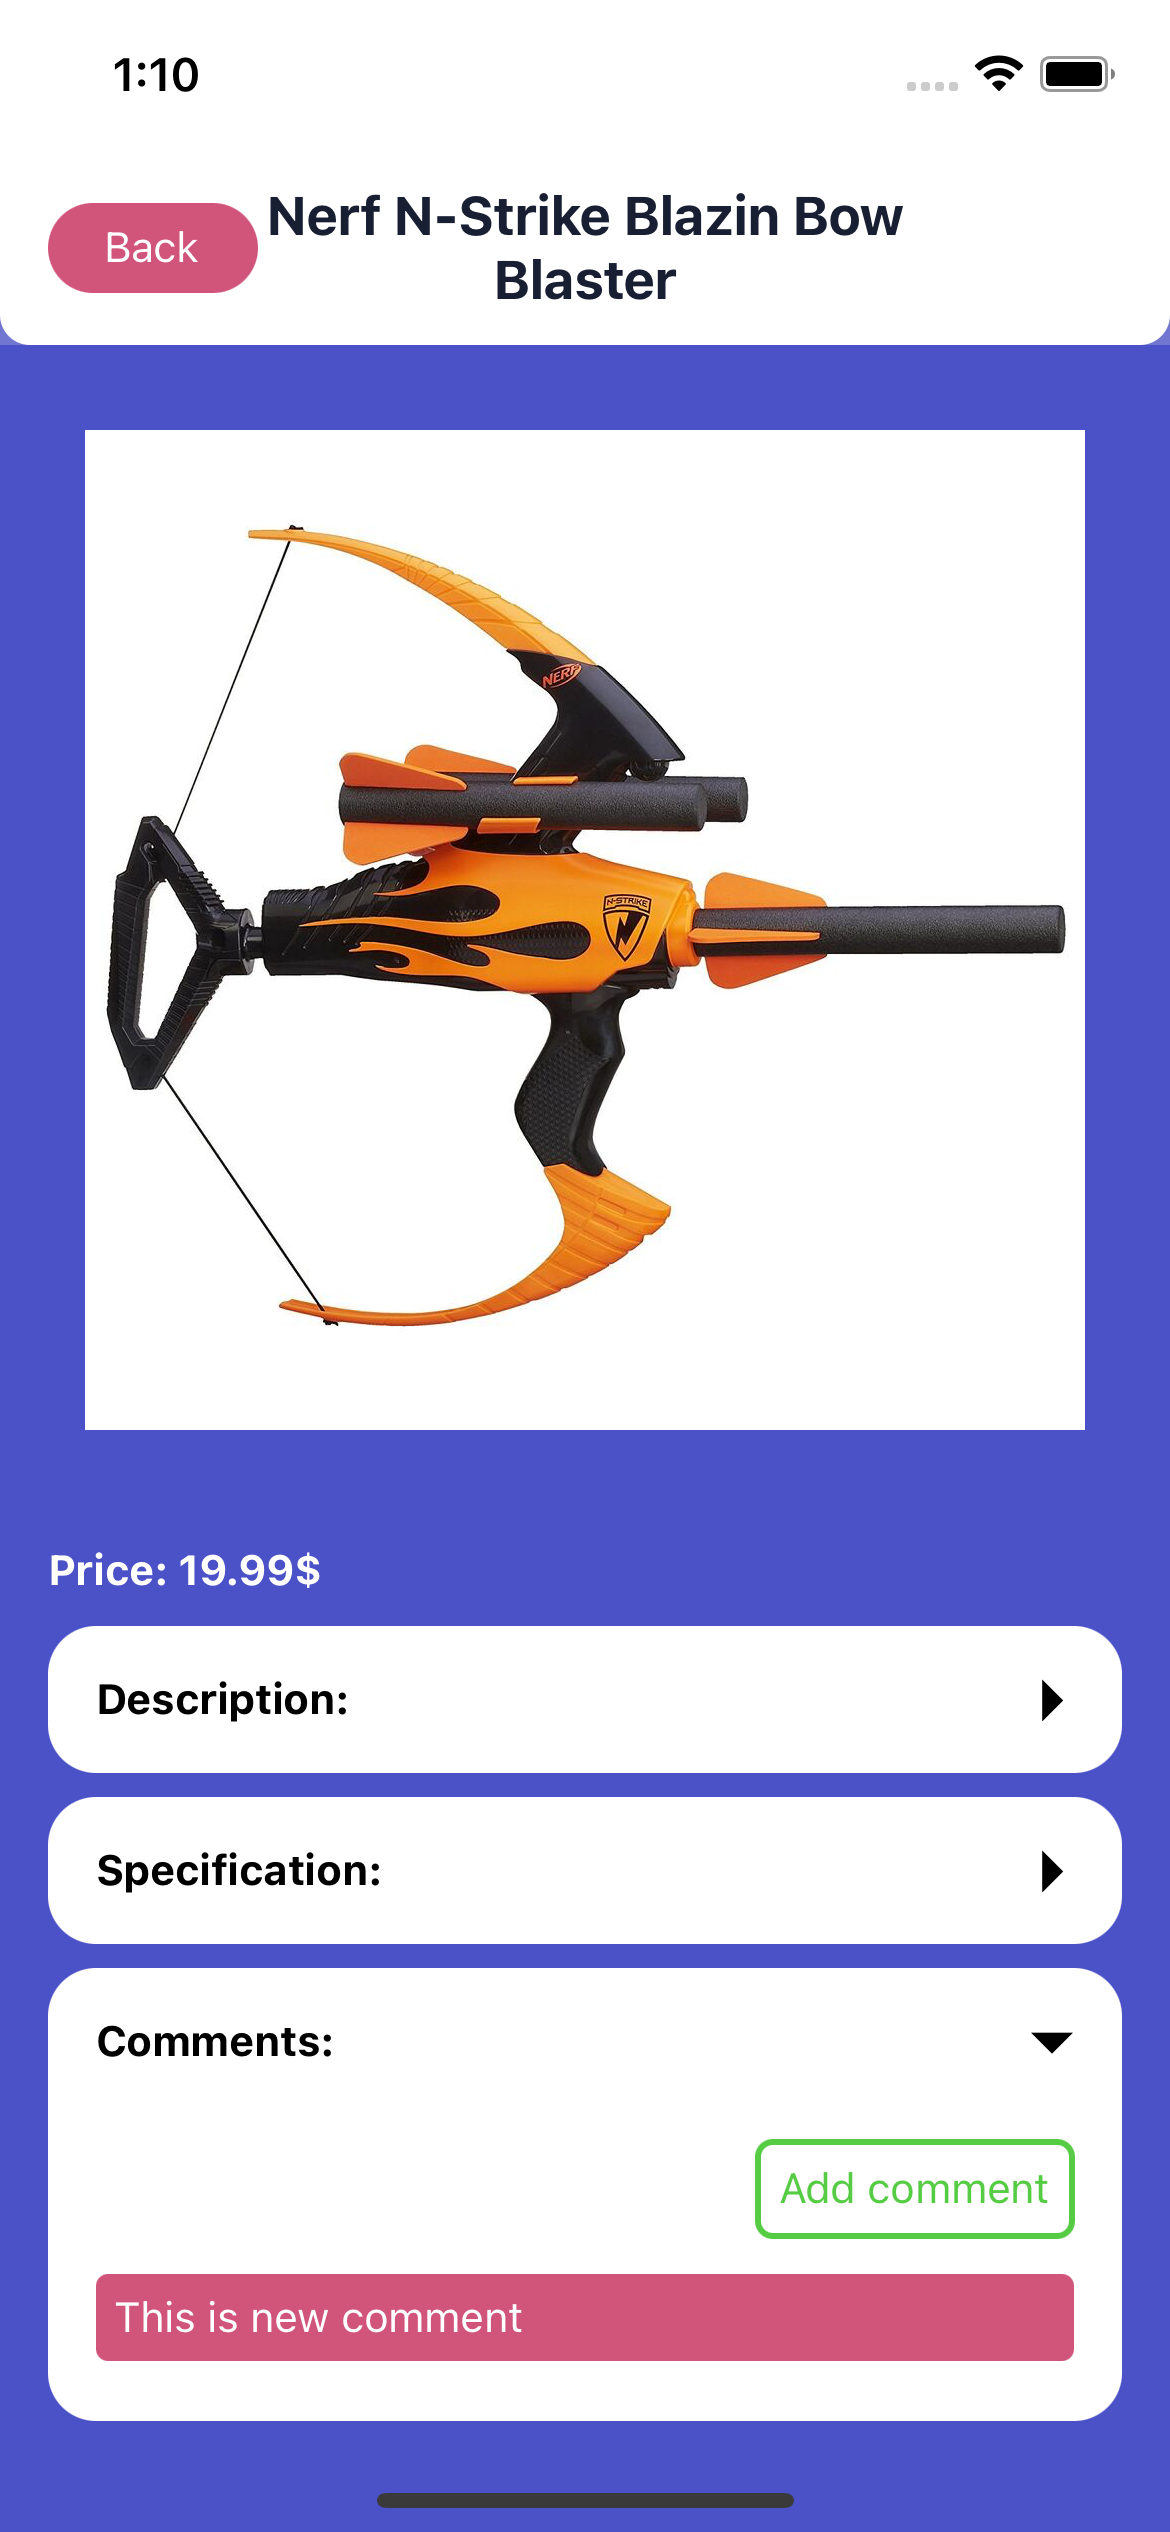 1:10
Back
Nerf N-Strike Blazin Bow
Blaster
NERF
N-STRIKE
Price: 19.99$
Description:
Specification:
Comments:
Add comment
This is new comment